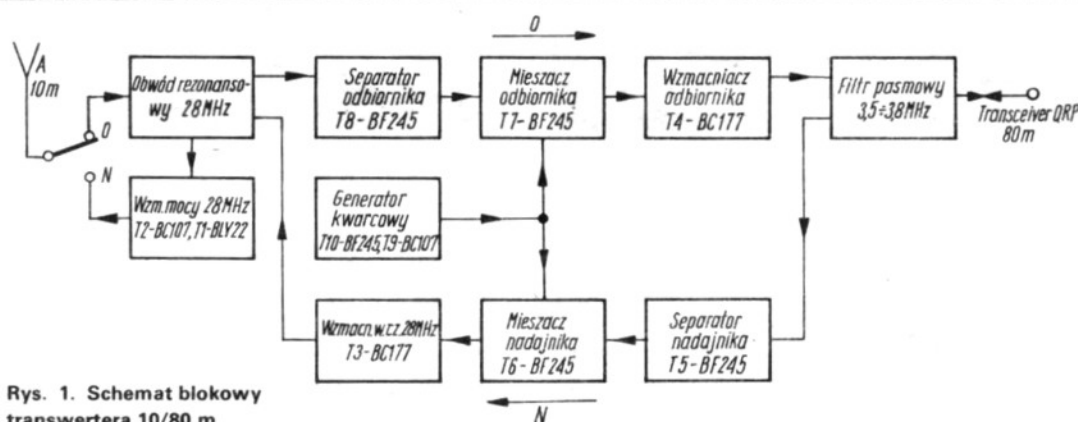 O
A
10m
O
N
Obwód rezonanso-
wy 28MHz
Separator
odbiornika
T8-BF245
Mieszacz
odbiornika
T7-BF245
Wzmacniacz
odbiornika
T4-BC177
Filtr pasmowy
3,5÷3,8MHz
Transceiver QRP
80m
Wzm.mocy 28MHz
T2-BC107,T1-BLY22
Generator
kwarcowy
T10-BF245,T9-BC107
Wzmacn.w.cz.28MHz
T3-BC177
Mieszacz
nadajnika
T6-BF245
Separator
nadajnika
T5-BF245
N
Rys. 1. Schemat blokowy
transwertera 10/80 m